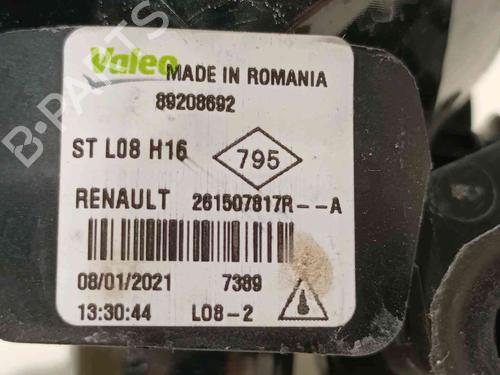 Valeo MADE IN ROMANIA
89208692
ST L08 H16 795
RENAULT 261507817R--A
08/01/2021 7389
13:30:44 L08-2
B-PARTS